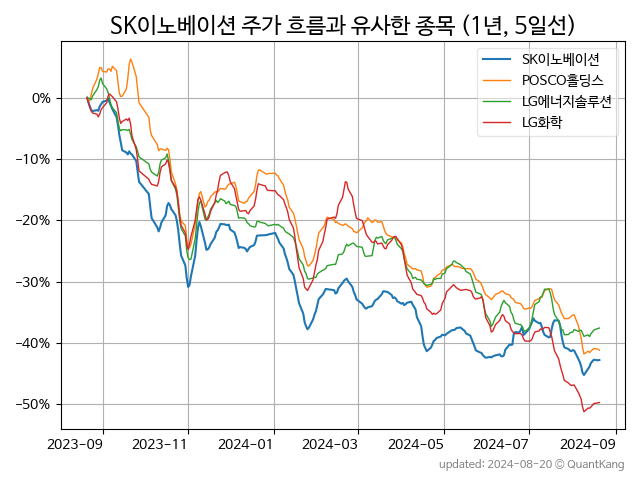 SK이노베이션 주가 흐름과 유사한 종목 (1년, 5일선)
SK이노베이션
POSCO홀딩스
LG에너지솔루션
LG화학
0%
−10%
−20%
−30%
−40%
−50%
2023-09 2023-11 2024-01 2024-03 2024-05 2024-07 2024-09
updated: 2024-08-20 © QuantKang